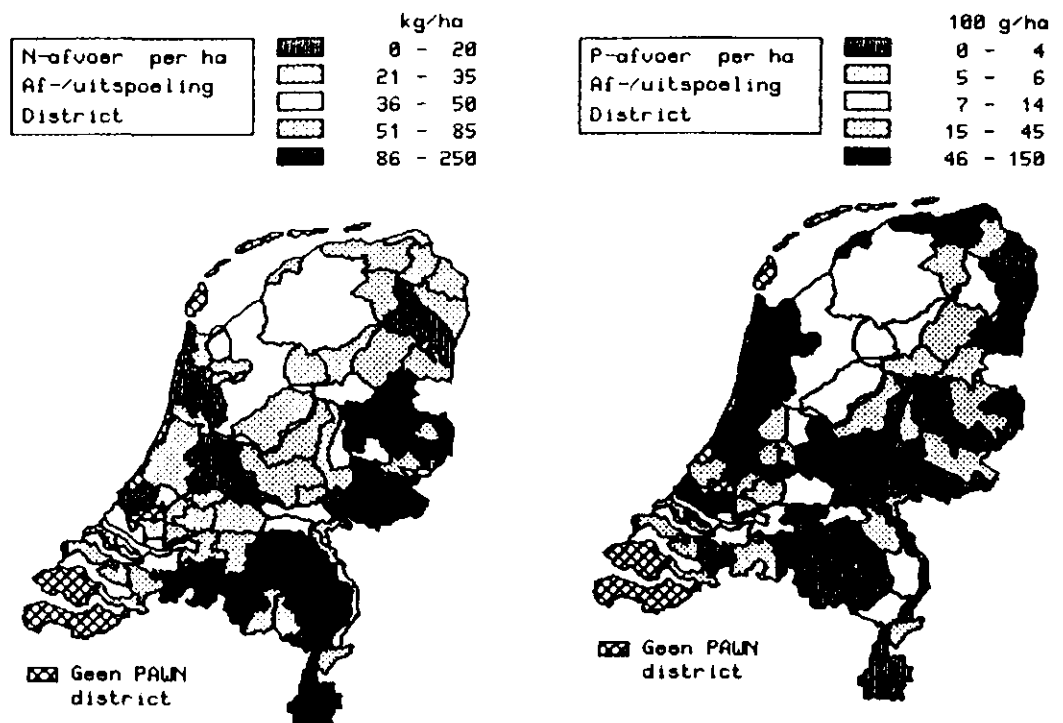 kg/ha
N-afvoer per ha
Af-/uitspoeling
District
0 - 20
21 - 35
36 - 50
51 - 85
86 - 250
100 g/ha
P-afvoer per ha
Af-/uitspoeling
District
0 - 4
5 - 6
7 - 14
15 - 45
46 - 150
Geen PAWN
district
Geen PAWN
district